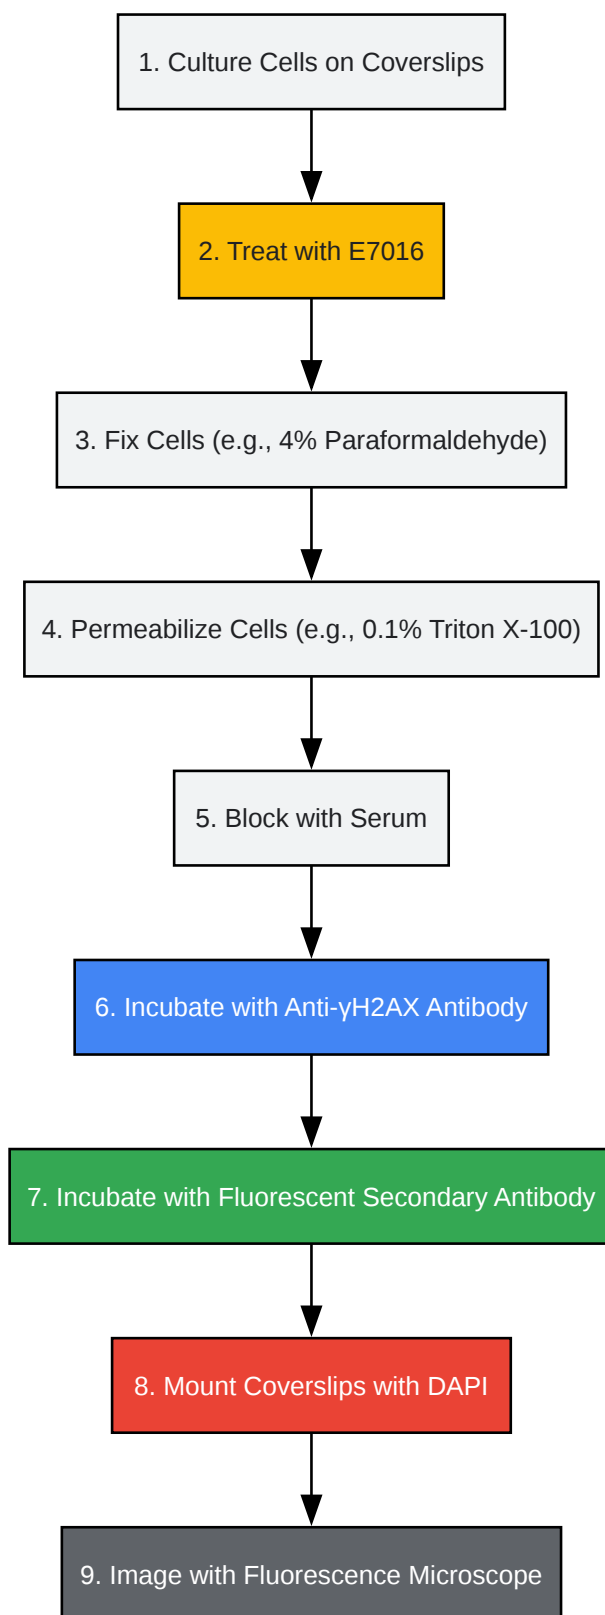 1. Culture Cells on Coverslips
2. Treat with E7016
3. Fix Cells (e.g., 4% Paraformaldehyde)
4. Permeabilize Cells (e.g., 0.1% Triton X-100)
5. Block with Serum
6. Incubate with Anti-γH2AX Antibody
7. Incubate with Fluorescent Secondary Antibody
8. Mount Coverslips with DAPI
9. Image with Fluorescence Microscope